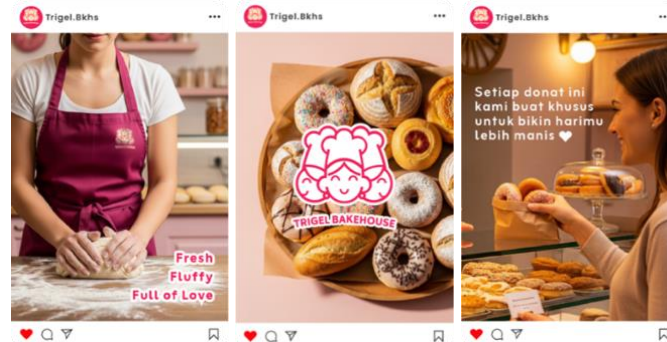 Trigel.Bkhs
Fresh
Fluffy
Full of Love
Trigel.Bkhs
TRIGEL BAKEHOUSE
Trigel.Bkhs
Setiap donat ini
kami buat khusus
untuk bikin harimu
lebih manis